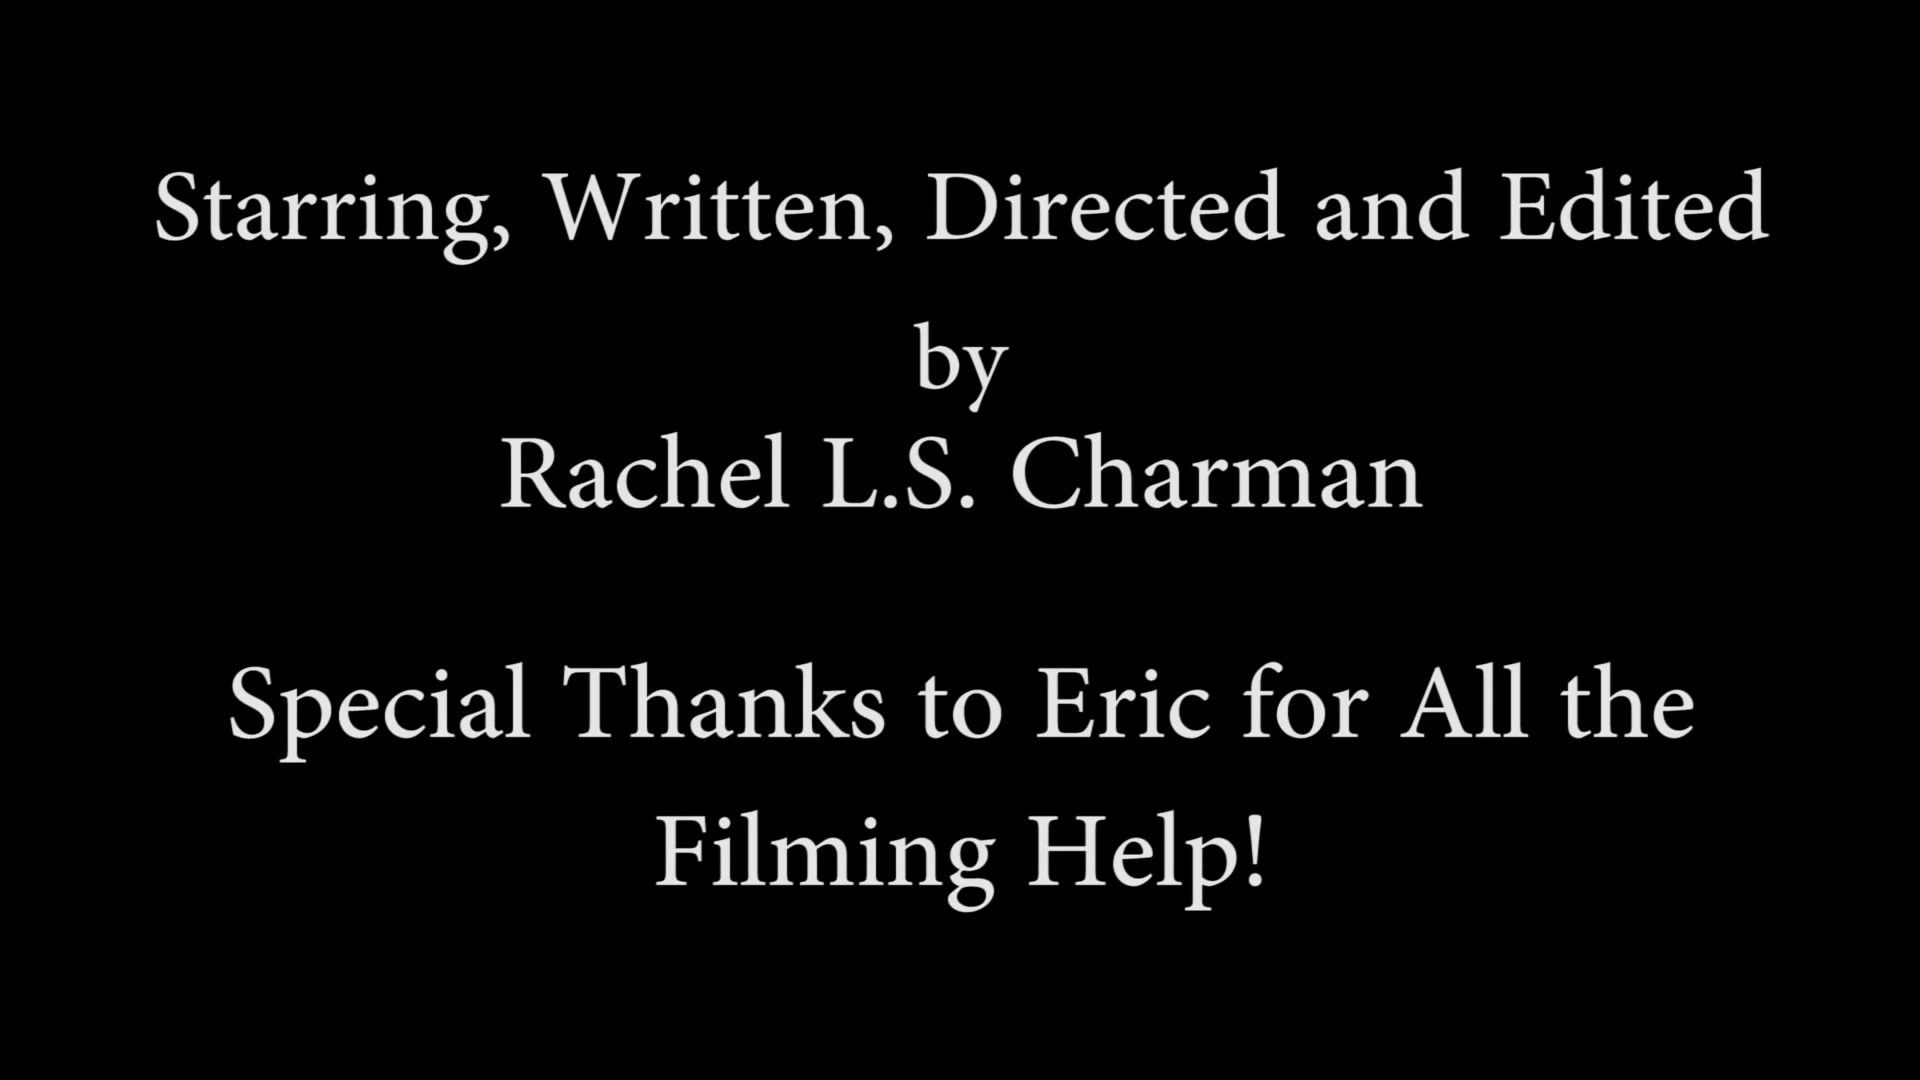 Starring, Written, Directed and Edited
by
Rachel L.S. Charman
Special Thanks to Eric for All the
Filming Help!